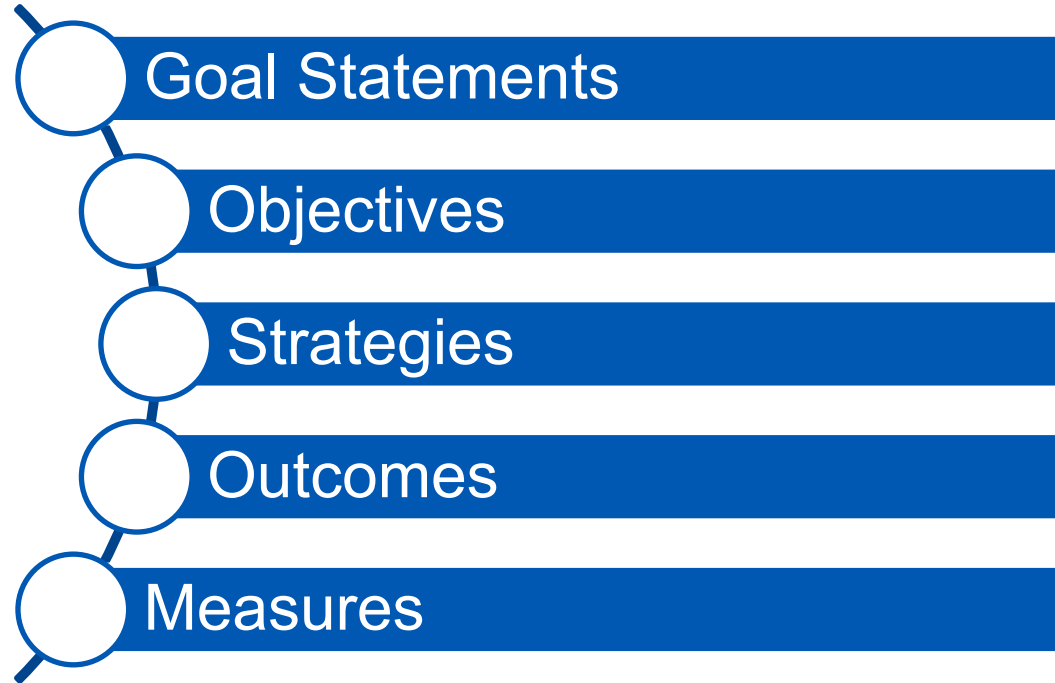 Goal Statements
Objectives
Strategies
Outcomes
Measures